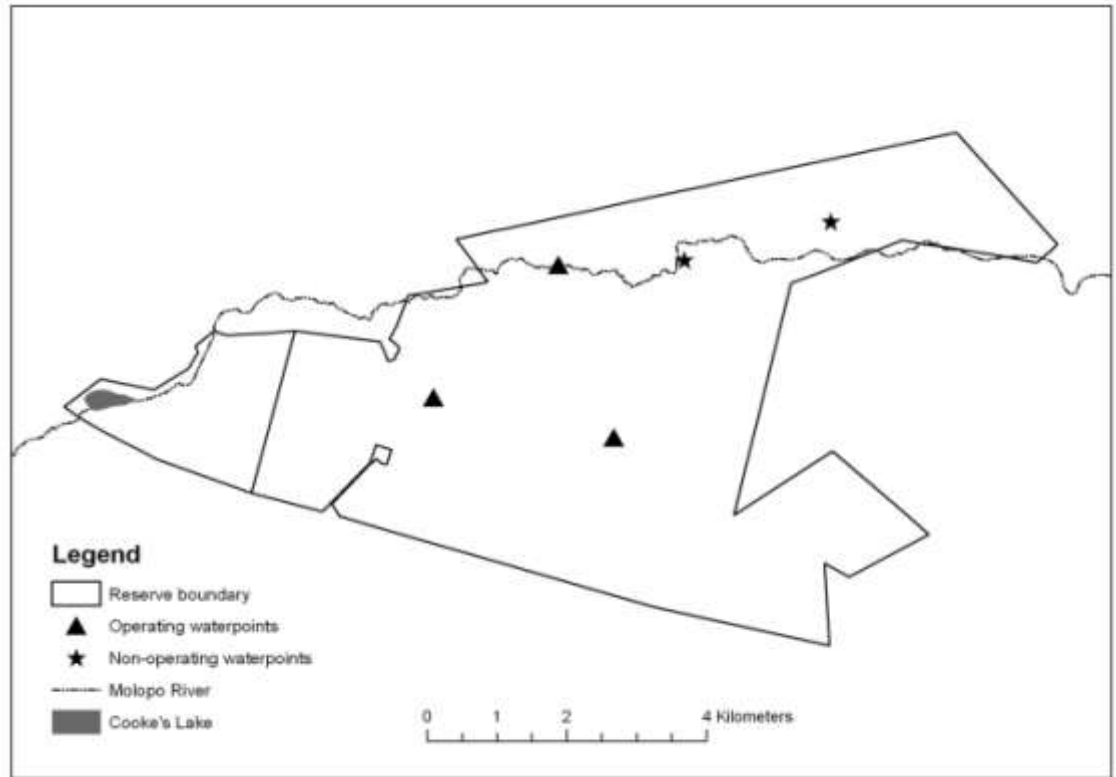 Legend
Reserve boundary
Operating waterpoints
Non-operating waterpoints
Molopo River
Cooke's Lake
0 1 2 4 Kilometers